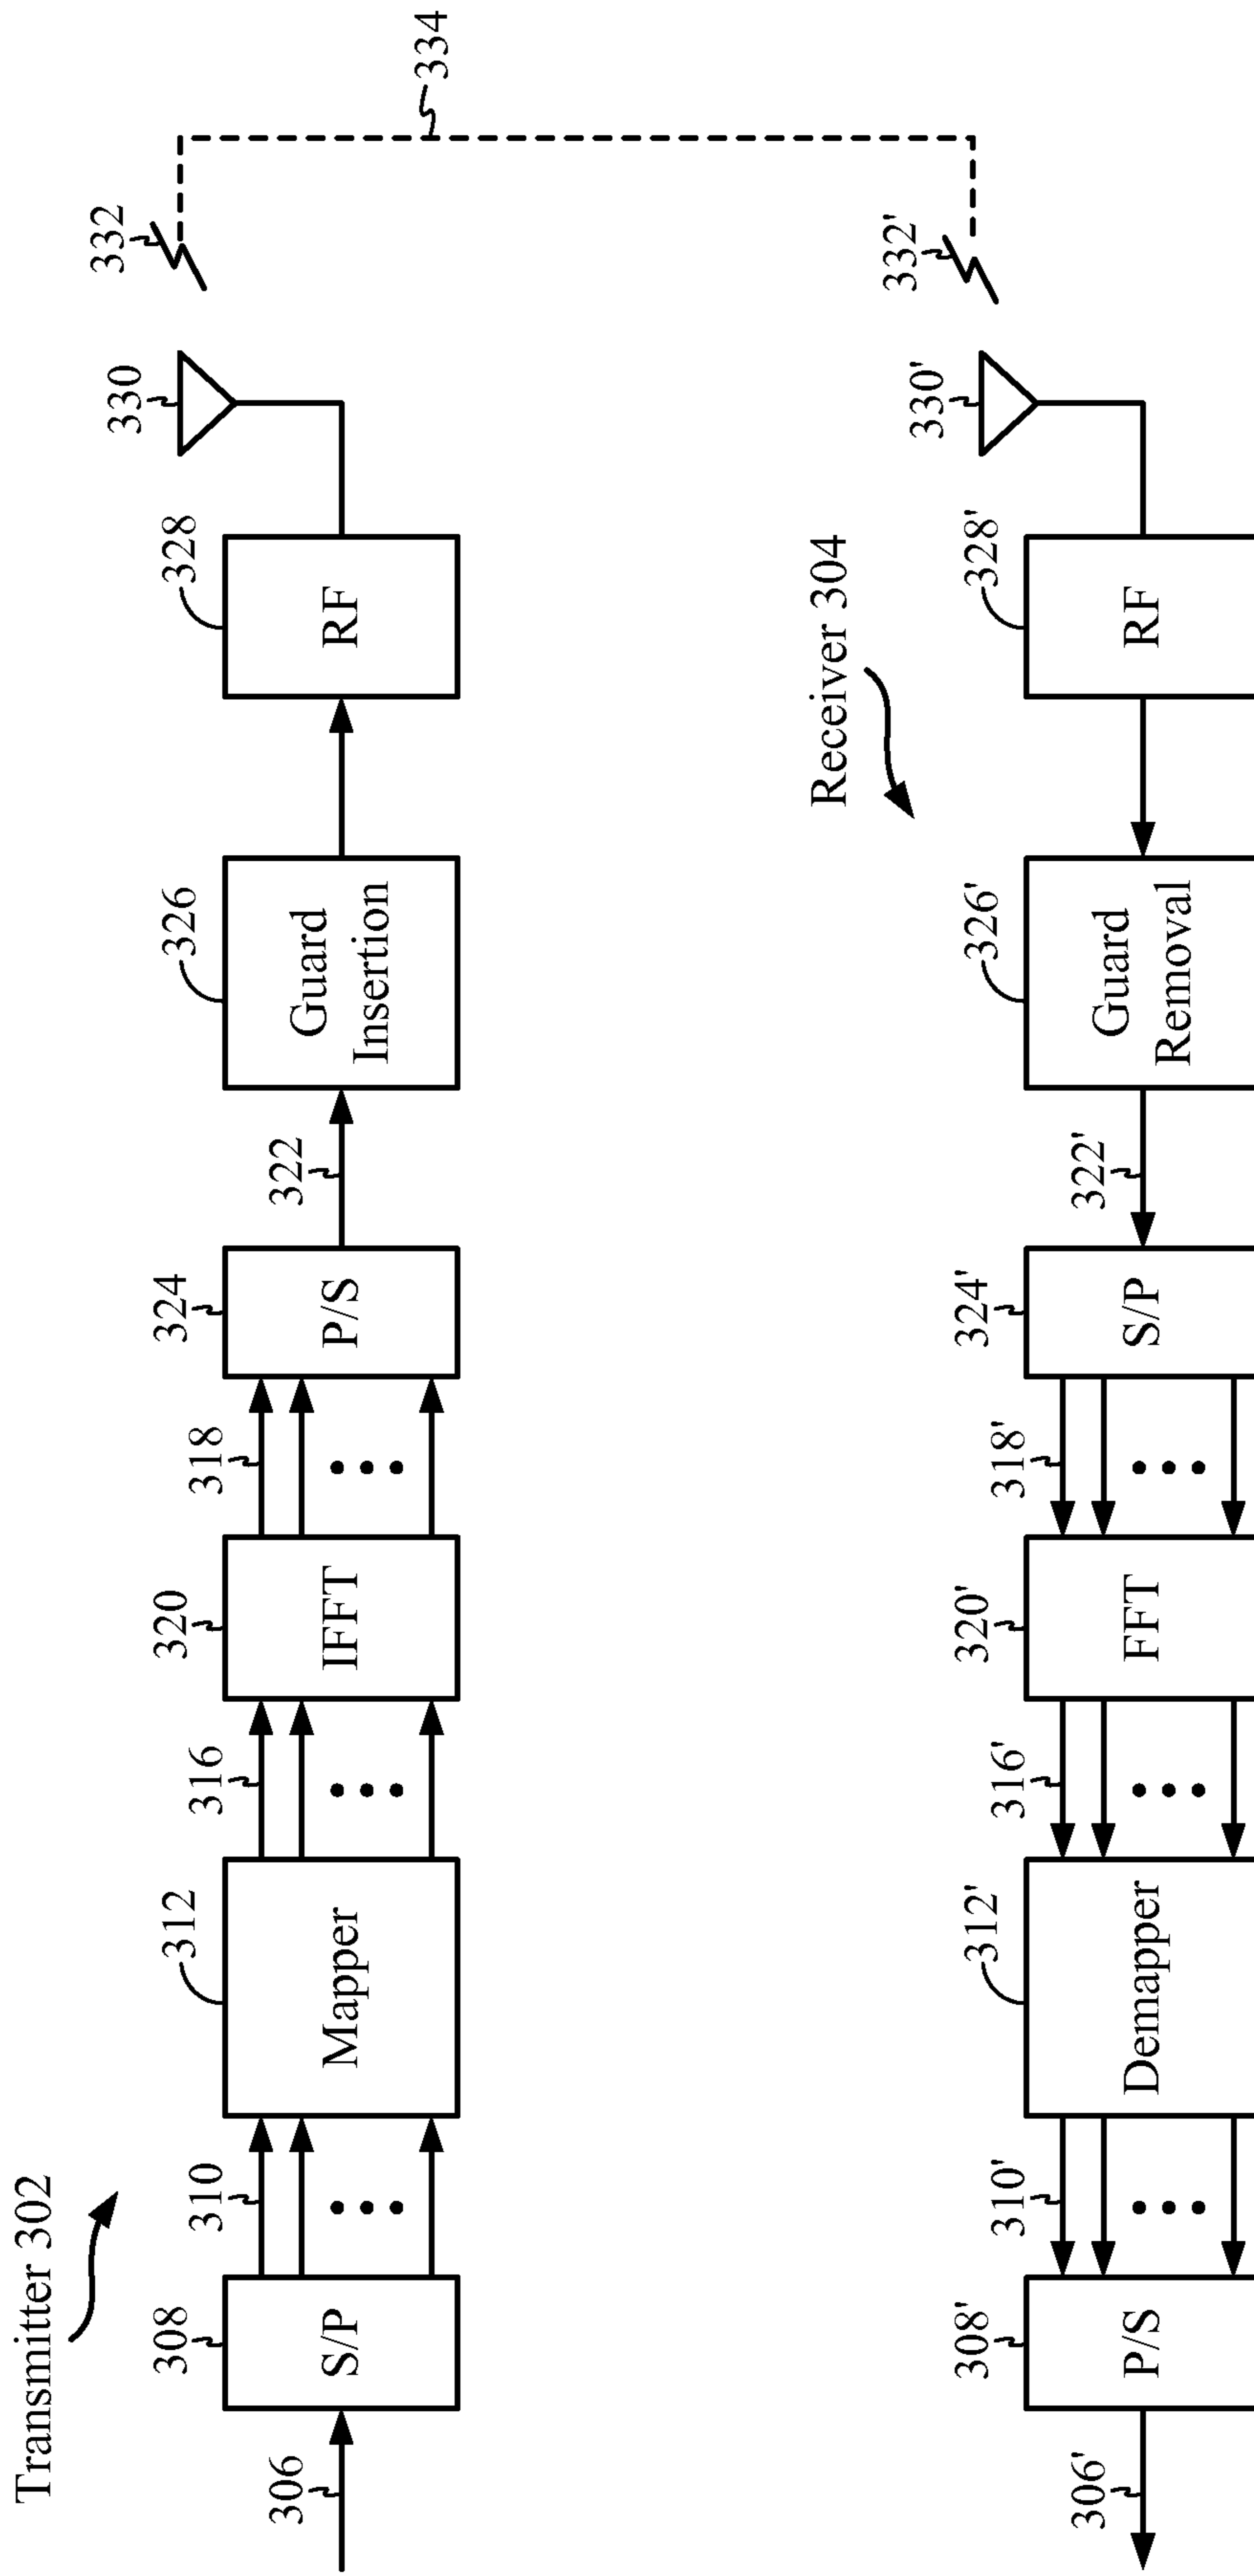 Transmitter 302
306
308
S/P
310
312
Mapper
316
320
IFFT
318
324
P/S
322
326
Guard
Insertion
328
RF
330
332
334
Receiver 304
306'
308'
P/S
310'
312'
Demapper
316'
320'
FFT
318'
324'
S/P
322'
326'
Guard
Removal
328'
RF
330'
332'